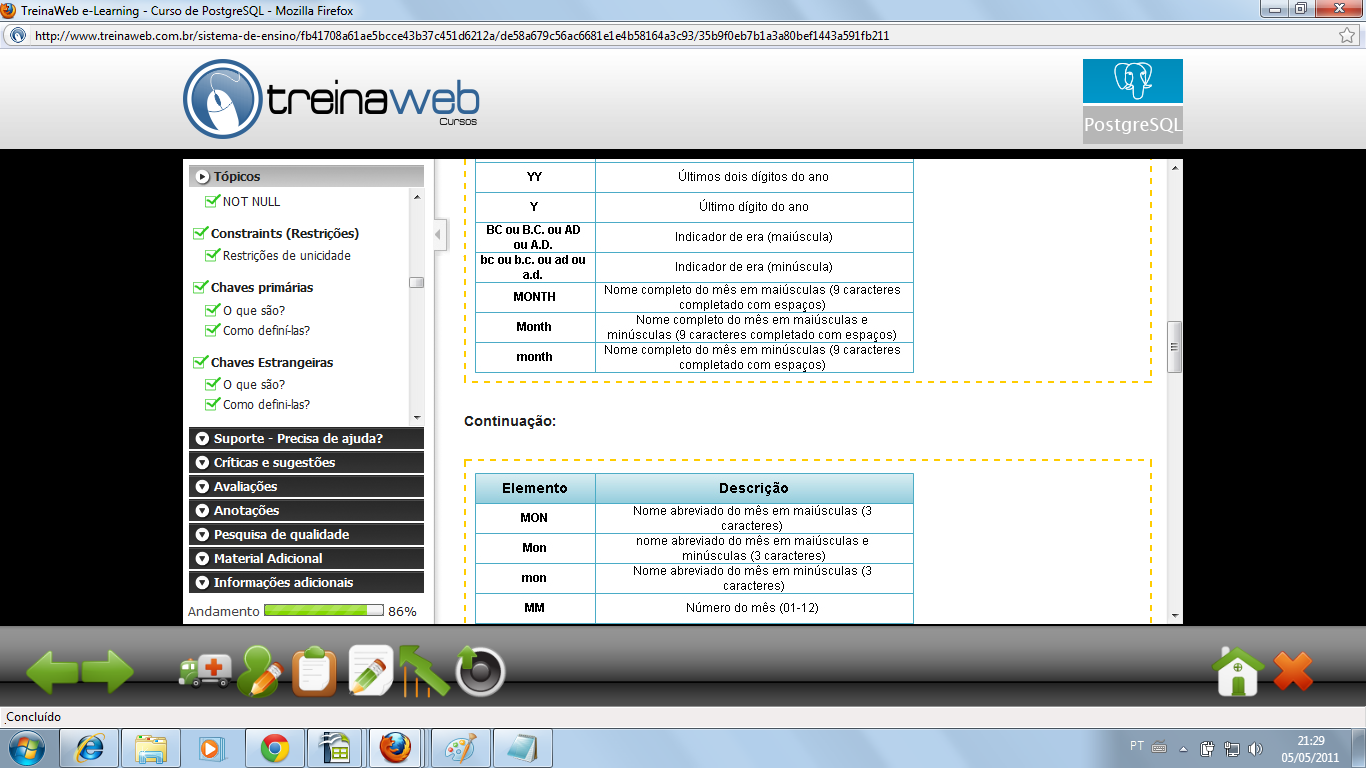 TreinaWeb e-Learning - Curso de PostgreSQL - Mozilla Firefox
http://www.treinaweb.com.br/sistema-de-ensino/fb41708a61ae5bcce43b37c451d6212a/de58a679c56ac6681e1e4b58164a3c93/35b9f0eb7b1a3a80bef1443a591fb211
treinaweb
Cursos
PostgreSQL
Tópicos
NOT NULL
Constraints (Restrições)
Restrições de unicidade
Chaves primárias
O que são?
Como definí-las?
Chaves Estrangeiras
O que são?
Como defini-las?
Suporte - Precisa de ajuda?
Críticas e sugestões
Avaliações
Anotações
Pesquisa de qualidade
Material Adicional
Informações adicionais
Andamento 86%
YY Últimos dois dígitos do ano
Y Último dígito do ano
BC ou B.C. ou AD
ou A.D.
Indicador de era (maiúscula)
bc ou b.c. ou ad ou
a.d.
Indicador de era (minúscula)
MONTH
Nome completo do mês em maiúsculas (9 caracteres
completado com espaços)
Month
Nome completo do mês em maiúsculas e
minúsculas (9 caracteres completado com espaços)
month
Nome completo do mês em minúsculas (9 caracteres
completado com espaços)
Continuação:
Elemento Descrição
MON
Nome abreviado do mês em maiúsculas (3
caracteres)
Mon
nome abreviado do mês em maiúsculas e
minúsculas (3 caracteres)
mon
Nome abreviado do mês em minúsculas (3
caracteres)
MM Número do mês (01-12)
Concluído
PT
21:29
05/05/2011